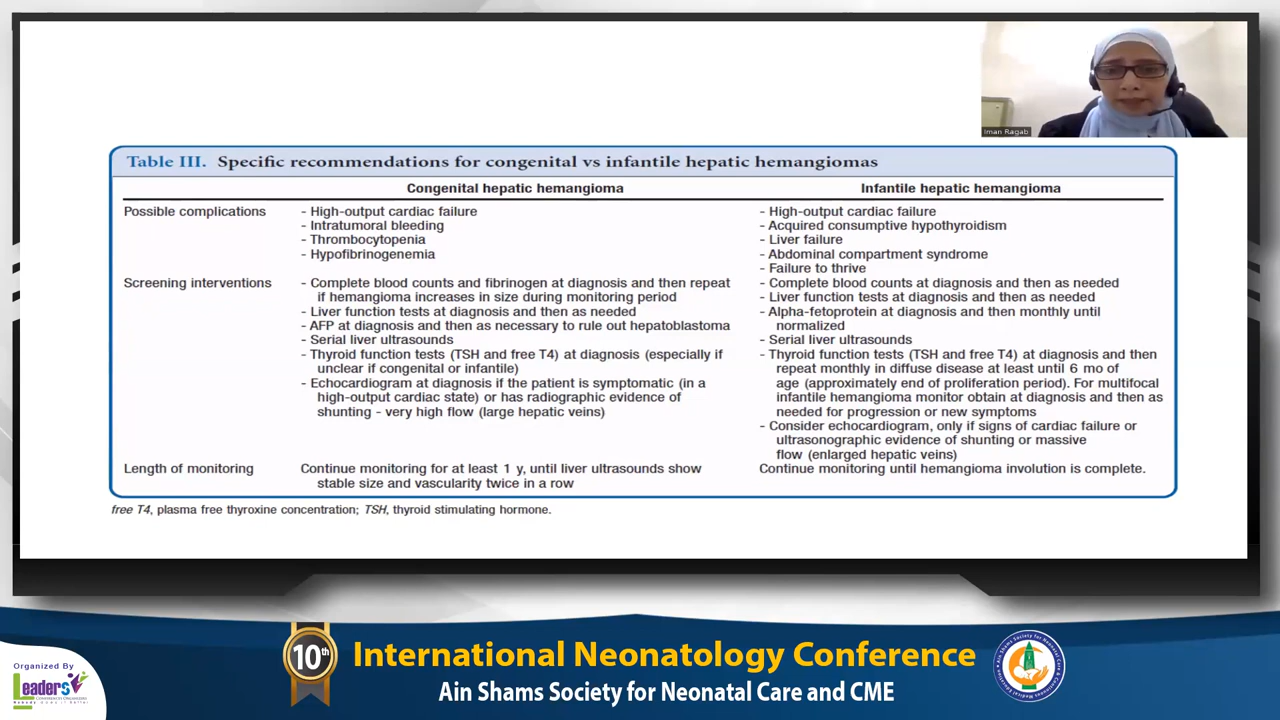 Iman Ragab
Table III. Specific recommendations for congenital vs infantile hepatic hemangiomas
Congenital hepatic hemangioma
Infantile hepatic hemangioma
Possible complications
- High-output cardiac failure
- Intratumoral bleeding
- Thrombocytopenia
- Hypofibrinogenemia
- High-output cardiac failure
- Acquired consumptive hypothyroidism
- Liver failure
- Abdominal compartment syndrome
- Failure to thrive
Screening interventions
- Complete blood counts and fibrinogen at diagnosis and then repeat
if hemangioma increases in size during monitoring period
- Liver function tests at diagnosis and then as needed
- AFP at diagnosis and then as necessary to rule out hepatoblastoma
- Serial liver ultrasounds
- Thyroid function tests (TSH and free T4) at diagnosis (especially if
unclear if congenital or infantile)
- Echocardiogram at diagnosis if the patient is symptomatic (in a
high-output cardiac state) or has radiographic evidence of
shunting - very high flow (large hepatic veins)
- Complete blood counts at diagnosis and then as needed
- Liver function tests at diagnosis and then as needed
- Alpha-fetoprotein at diagnosis and then monthly until
normalized
- Serial liver ultrasounds
- Thyroid function tests (TSH and free T4) at diagnosis and then
repeat monthly in diffuse disease at least until 6 mo of
age (approximately end of proliferation period). For multifocal
infantile hemangioma monitor obtain at diagnosis and then as
needed for progression or new symptoms
- Consider echocardiogram, only if signs of cardiac failure or
ultrasonographic evidence of shunting or massive
flow (enlarged hepatic veins)
Length of monitoring
Continue monitoring for at least 1 y, until liver ultrasounds show
stable size and vascularity twice in a row
Continue monitoring until hemangioma involution is complete.
free T4, plasma free thyroxine concentration; TSH, thyroid stimulating hormone.
Organized By
Leaders
10th
International Neonatology Conference
Ain Shams Society for Neonatal Care and CME